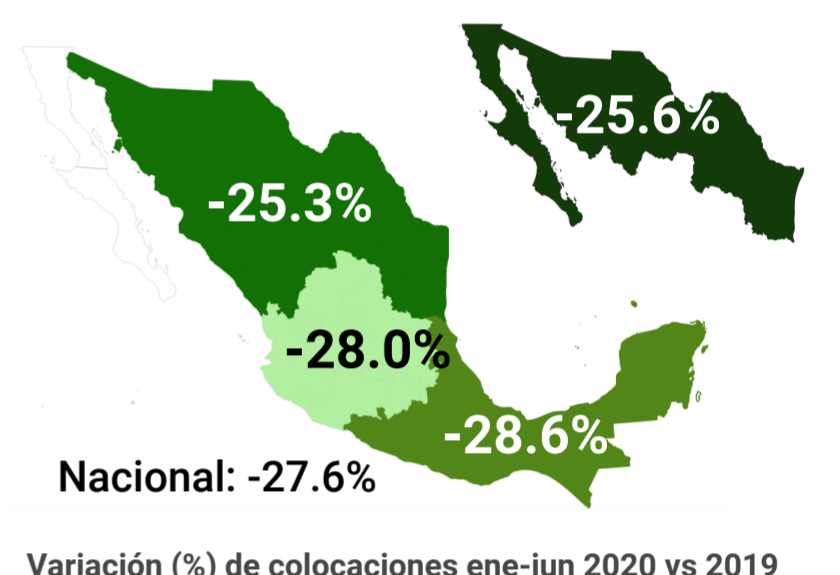 -25.6%
-25.3%
-28.0%
-28.6%
Nacional: -27.6%
Variación (%) de colocaciones ene-jun 2020 vs 2019